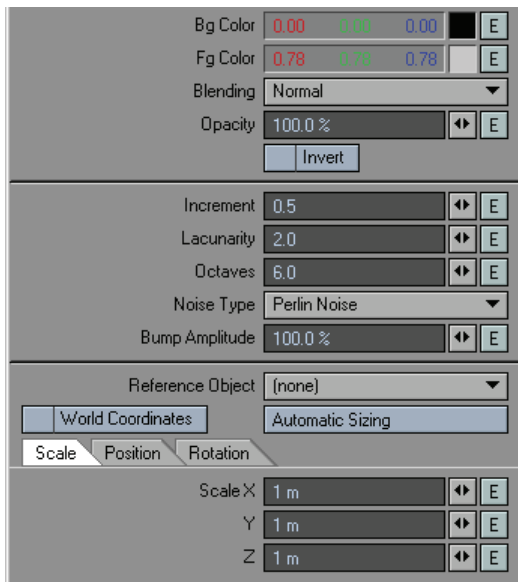 Bg Color 0.00 0.00 0.00 E
Fg Color 0.78 0.78 0.78 E
Blending Normal
Opacity 100.0 % E
Invert
Increment 0.5 E
Lacunarity 2.0 E
Octaves 6.0 E
Noise Type Perlin Noise
Bump Amplitude 100.0 % E
Reference Object (none)
World Coordinates Automatic Sizing
Scale Position Rotation
Scale X 1 m E
Y 1 m E
Z 1 m E